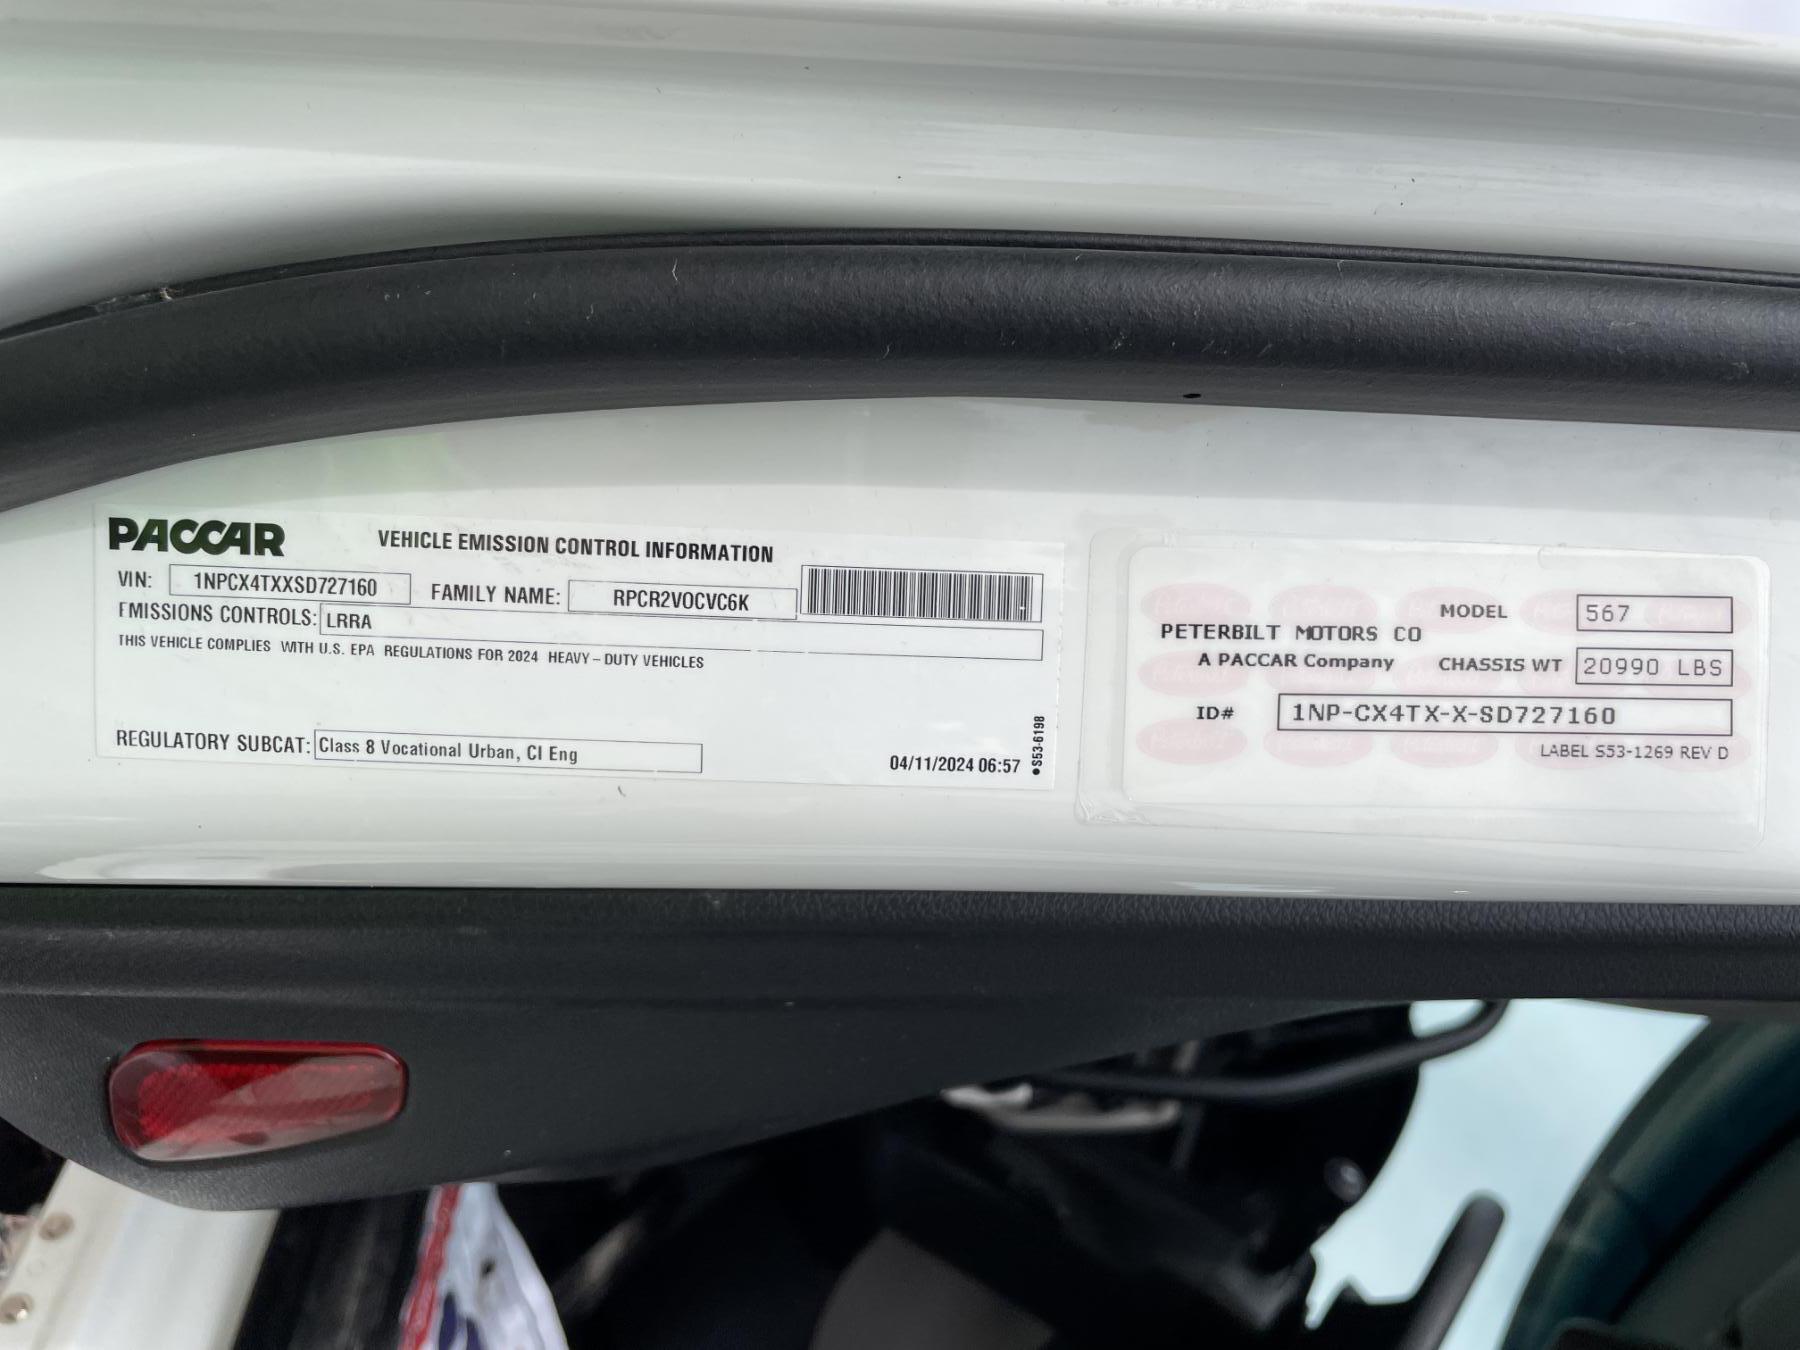 PACCAR
VEHICLE EMISSION CONTROL INFORMATION
VIN: 1NPCX4TXXSD727160 FAMILY NAME: RPCR2VOCVC6K
EMISSIONS CONTROLS: LRRA
THIS VEHICLE COMPLIES WITH U.S. EPA REGULATIONS FOR 2024 HEAVY-DUTY VEHICLES
REGULATORY SUBCAT: Class 8 Vocational Urban, CI Eng
04/11/2024 06:57
●S53-6198
PETERBILT MOTORS CO
A PACCAR Company
MODEL 567
CHASSIS WT 20990 LBS
ID# 1NP-CX4TX-X-SD727160
LABEL S53-1269 REV D